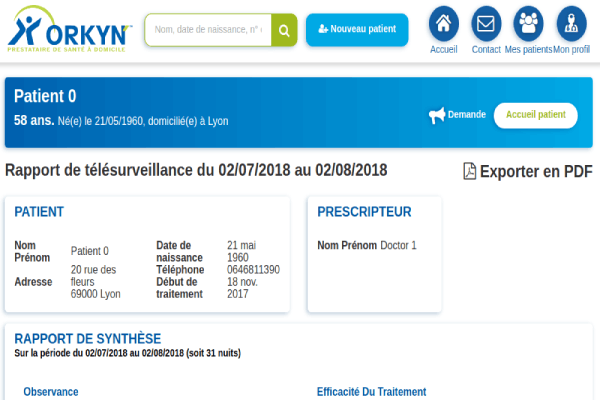 ORKYN'
PRESTATAIRE DE SANTÉ À DOMICILE
Nom, date de naissance, n° 
Nouveau patient
Accueil Contact Mes patients Mon profil
Patient 0
58 ans. Né(e) le 21/05/1960, domicilié(e) à Lyon
Demande
Accueil patient
Rapport de télésurveillance du 02/07/2018 au 02/08/2018
Exporter en PDF
PATIENT
Nom Prénom Patient 0
Adresse 20 rue des fleurs 69000 Lyon
Date de naissance 21 mai 1960
Téléphone 0646811390
Début de traitement 18 nov. 2017
PRESCRIPTEUR
Nom Prénom Doctor 1
RAPPORT DE SYNTHÈSE
Sur la période du 02/07/2018 au 02/08/2018 (soit 31 nuits)
Observance
Efficacité Du Traitement